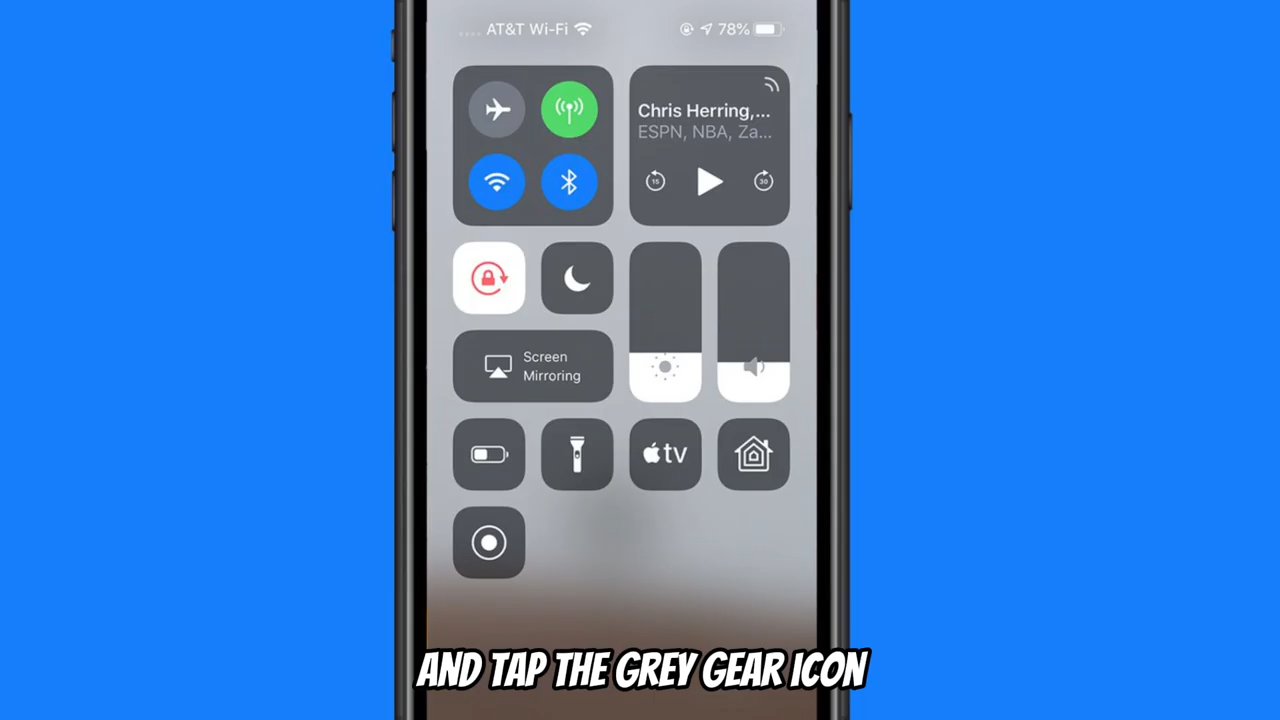 AT&T Wi-Fi
78%
Chris Herring,...
ESPN, NBA, Za...
15
30
Screen
Mirroring
tv
AND TAP THE GREY GEAR ICON